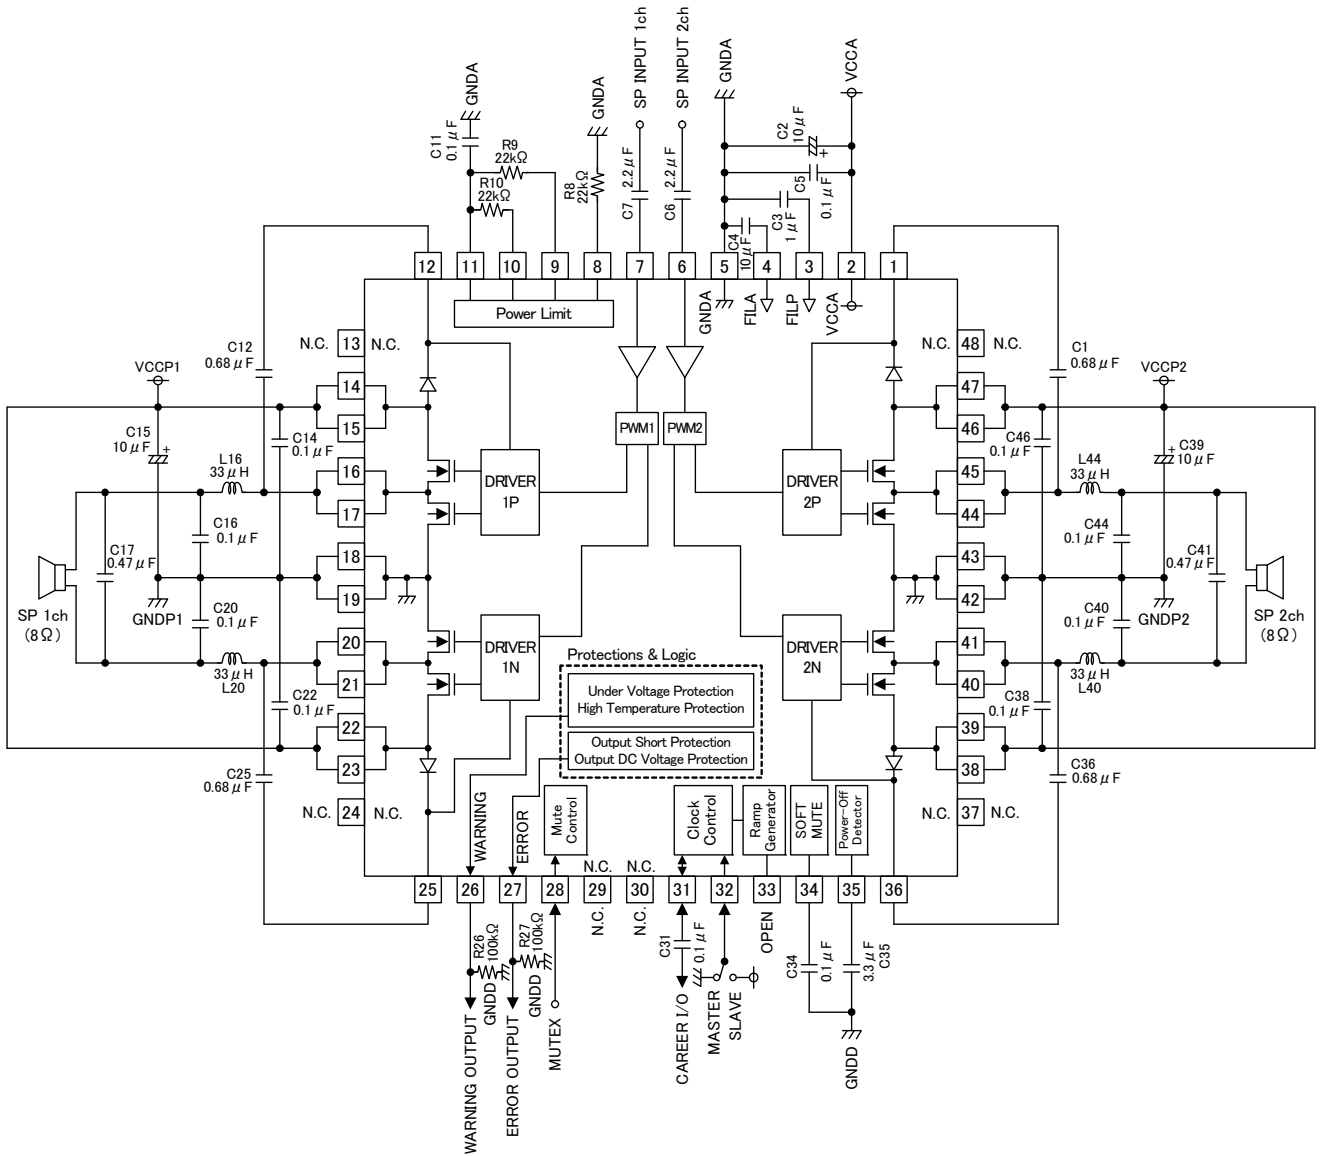 GNDA
C11
0.1μF
R9
22kΩ
R10
22kΩ
GNDA
R8
22kΩ
SP INPUT 1ch
2.2μF
C7
SP INPUT 2ch
2.2μF
C6
GNDA
C2
10μF
+
C5
0.1μF
C3
1μF
C4
10μF
VCCA
12
11
10
9
8
7
6
5
4
3
2
1
Power Limit
GNDA
FILA
FILP
VCCA
N.C.
13
N.C.
N.C.
48
N.C.
C12
0.68μF
C1
0.68μF
VCCP1
14
15
VCCP2
47
46
C15
10μF
+
C14
0.1μF
PWM1
PWM2
C46
0.1μF
C39
10μF
+
L16
33μH
16
17
DRIVER
1P
DRIVER
2P
45
44
L44
33μH
C16
0.1μF
C17
0.47μF
18
19
43
42
C44
0.1μF
C41
0.47μF
SP 1ch
(8Ω)
GNDP1
C20
0.1μF
C40
0.1μF
GNDP2
SP 2ch
(8Ω)
33μH
L20
20
21
DRIVER
1N
DRIVER
2N
41
40
33μH
L40
Protections & Logic
Under Voltage Protection
High Temperature Protection
Output Short Protection
Output DC Voltage Protection
C22
0.1μF
22
23
C38
0.1μF
39
38
C25
0.68μF
C36
0.68μF
N.C.
24
N.C.
N.C.
37
N.C.
WARNING
ERROR
Mute
Control
Clock
Control
Ramp
Generator
SOFT
MUTE
Power-Off
Detector
N.C.
N.C.
25
26
27
28
29
30
31
32
33
34
35
36
R26
100kΩ
GNDD
R27
100kΩ
GNDD
N.C.
N.C.
C31
0.1μF
OPEN
C34
0.1μF
3.3μF
C35
WARNING OUTPUT
ERROR OUTPUT
MUTEX
CAREER I/O
MASTER
SLAVE
GNDD